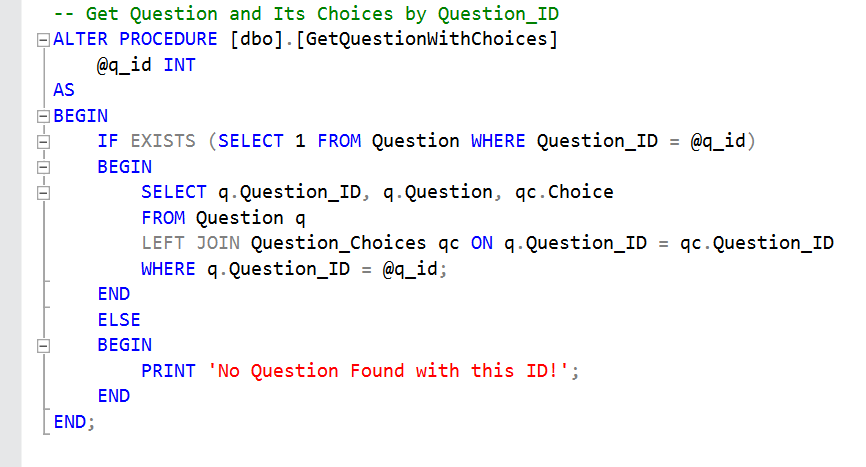 -- Get Question and Its Choices by Question_ID
ALTER PROCEDURE [dbo].[GetQuestionWithChoices]
    @q_id INT
AS
BEGIN
    IF EXISTS (SELECT 1 FROM Question WHERE Question_ID = @q_id)
    BEGIN
        SELECT q.Question_ID, q.Question, qc.Choice
        FROM Question q
        LEFT JOIN Question_Choices qc ON q.Question_ID = qc.Question_ID
        WHERE q.Question_ID = @q_id;
    END
    ELSE
    BEGIN
        PRINT 'No Question Found with this ID!';
    END
END;